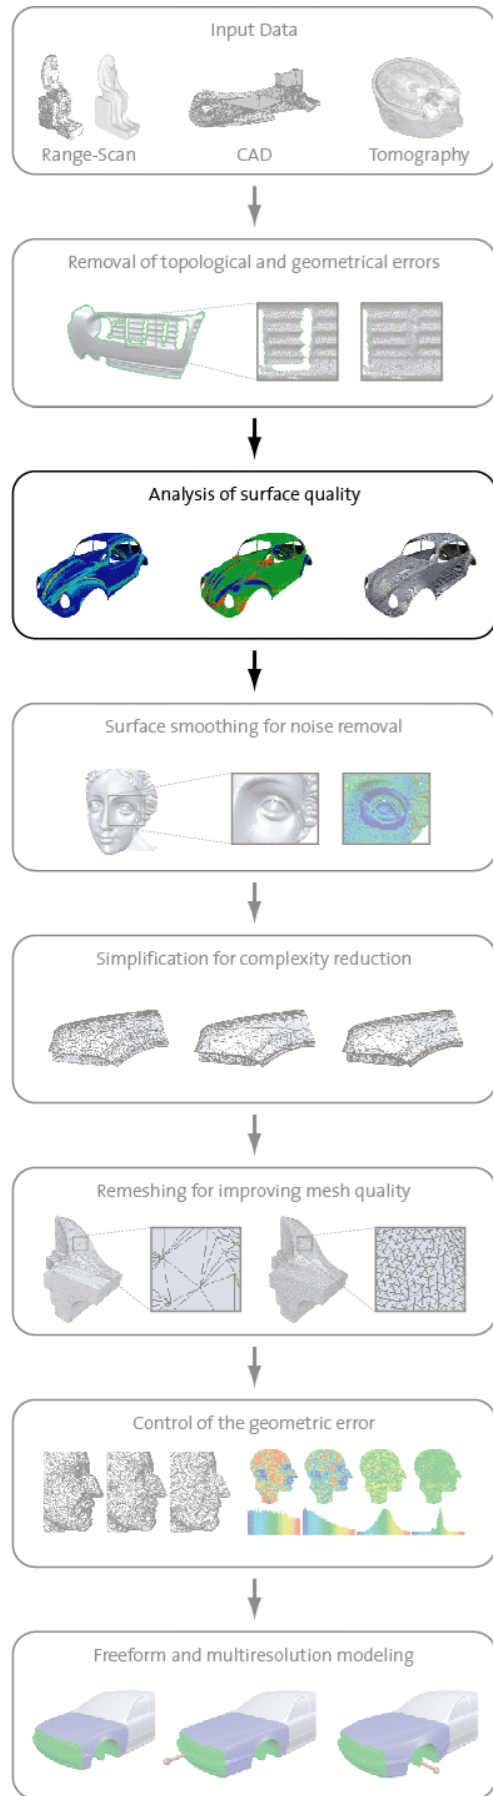 Input Data
Range-Scan CAD Tomography
Removal of topological and geometrical errors
Analysis of surface quality
Surface smoothing for noise removal
Simplification for complexity reduction
Remeshing for improving mesh quality
Control of the geometric error
Freeform and multiresolution modeling